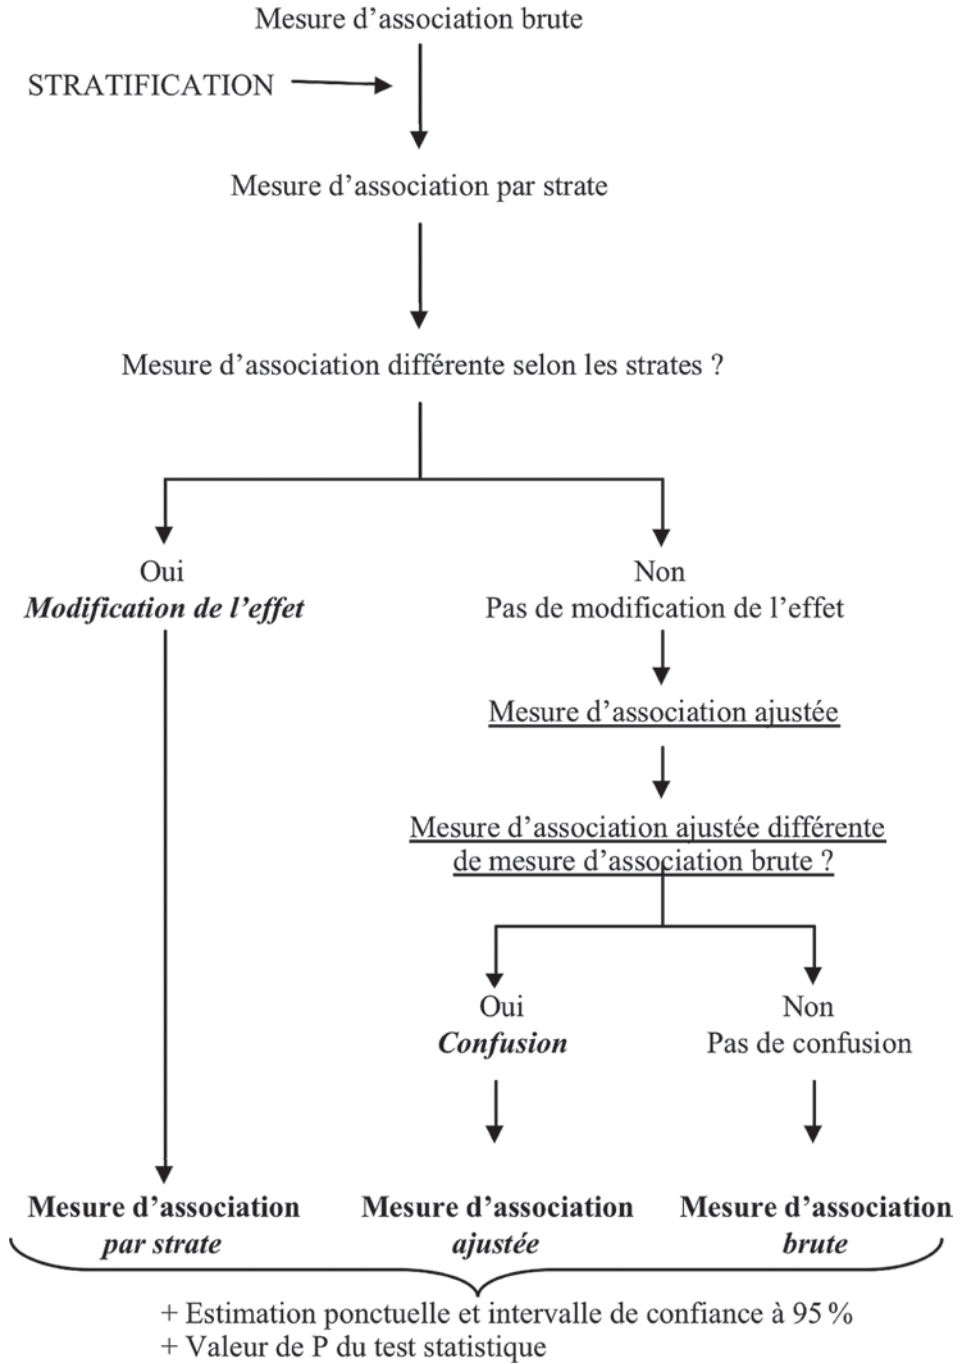 Mesure d'association brute
STRATIFICATION
Mesure d'association par strate
Mesure d'association différente selon les strates ?
Oui
Modification de l'effet
Non
Pas de modification de l'effet
Mesure d'association ajustée
Mesure d'association ajustée différente
de mesure d'association brute ?
Oui
Confusion
Non
Pas de confusion
Mesure d'association
par strate
Mesure d'association
ajustée
Mesure d'association
brute
+ Estimation ponctuelle et intervalle de confiance à 95 %
+ Valeur de P du test statistique